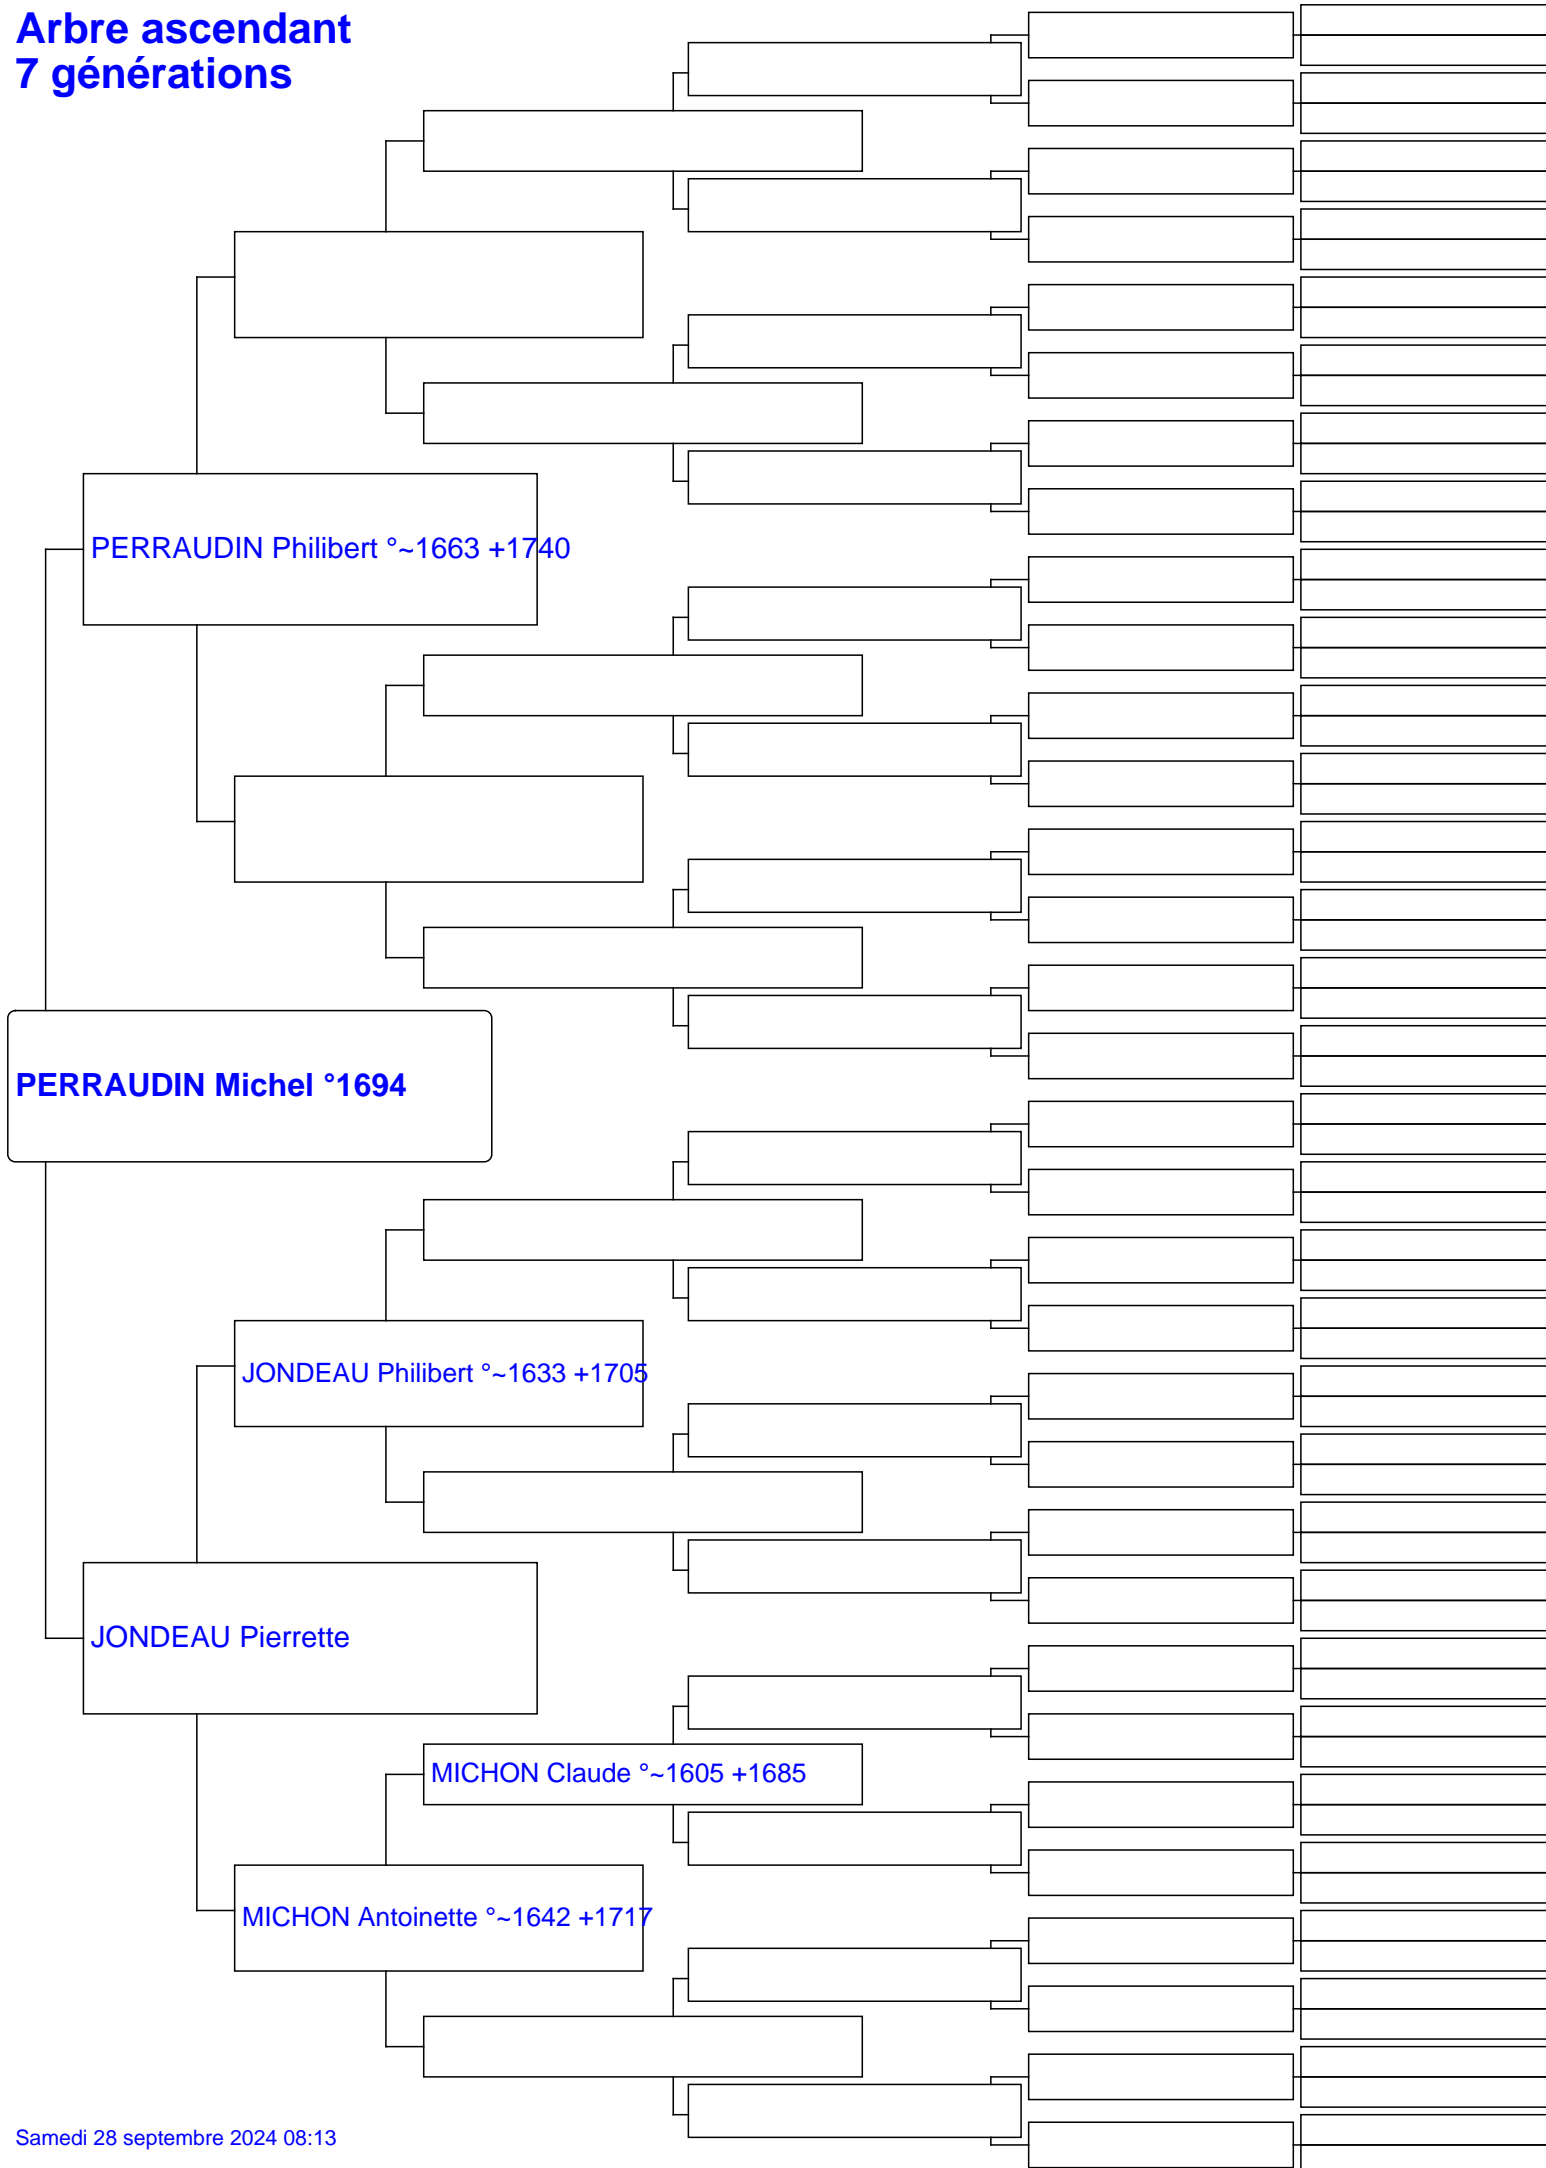 Arbre ascendant
7 générations
PERRAUDIN Philibert °~1663 +1740
PERRAUDIN Michel °1694
JONDEAU Philibert °~1633 +1705
JONDEAU Pierrette
MICHON Claude °~1605 +1685
MICHON Antoinette °~1642 +1717
Samedi 28 septembre 2024 08:13